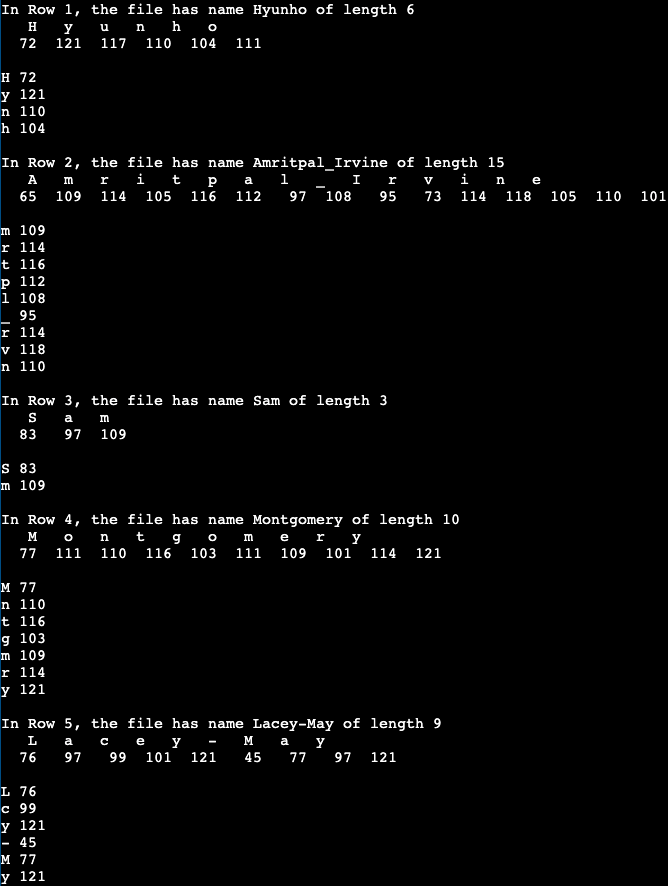 In Row 1, the file has name Hyunho of length 6
H y u n h o
72 121 117 110 104 111
H 72
y 121
n 110
h 104
In Row 2, the file has name Amritpal_Irvine of length 15
A m r i t p a l _ I r v i n e
65 109 114 105 116 112 97 108 95 73 114 118 105 110 101
m 109
r 114
t 116
p 112
l 108
_ 95
r 114
v 118
n 110
In Row 3, the file has name Sam of length 3
S a m
83 97 109
S 83
m 109
In Row 4, the file has name Montgomery of length 10
M o n t g o m e r y
77 111 110 116 103 111 109 101 114 121
M 77
n 110
t 116
g 103
m 109
r 114
y 121
In Row 5, the file has name Lacey-May of length 9
L a c e y - M a y
76 97 99 101 121 45 77 97 121
L 76
c 99
y 121
- 45
M 77
y 121